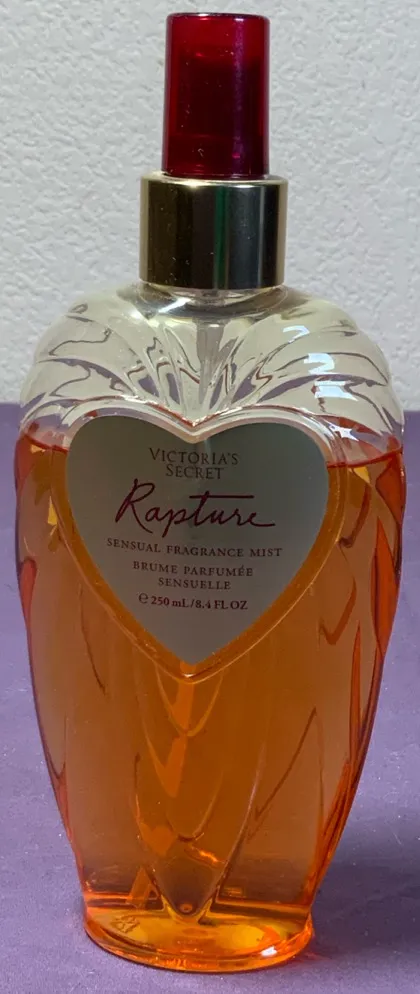 VICTORIA'S
SECRET
Rapture
SENSUAL FRAGRANCE MIST
BRUME PARFUMÉE
SENSUELLE
℮ 250 mL/8.4 FL OZ